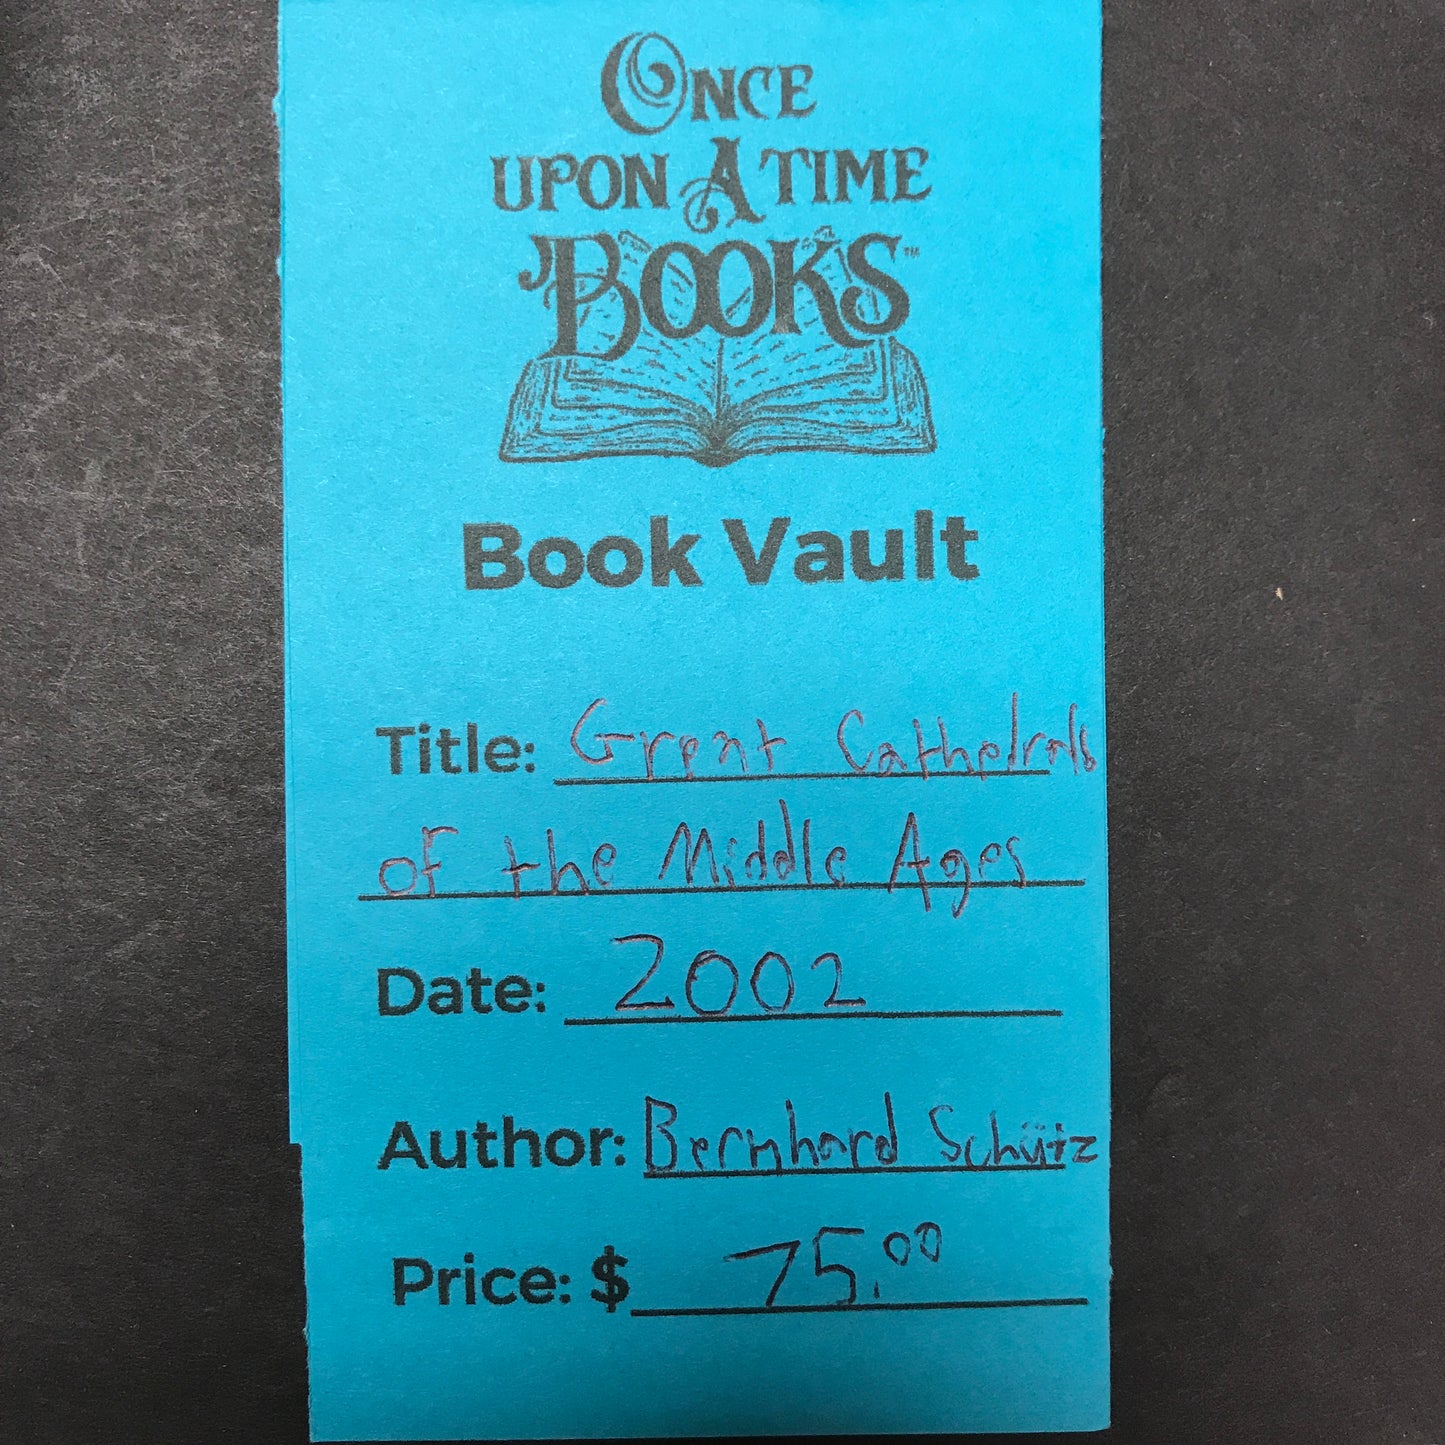 ONCE
UPON A TIME
BOOKS™
Book Vault
Title: Great Cathedrals
of the Middle Ages
Date: 2002
Author: Bernhard Schütz
Price: $ 75.00